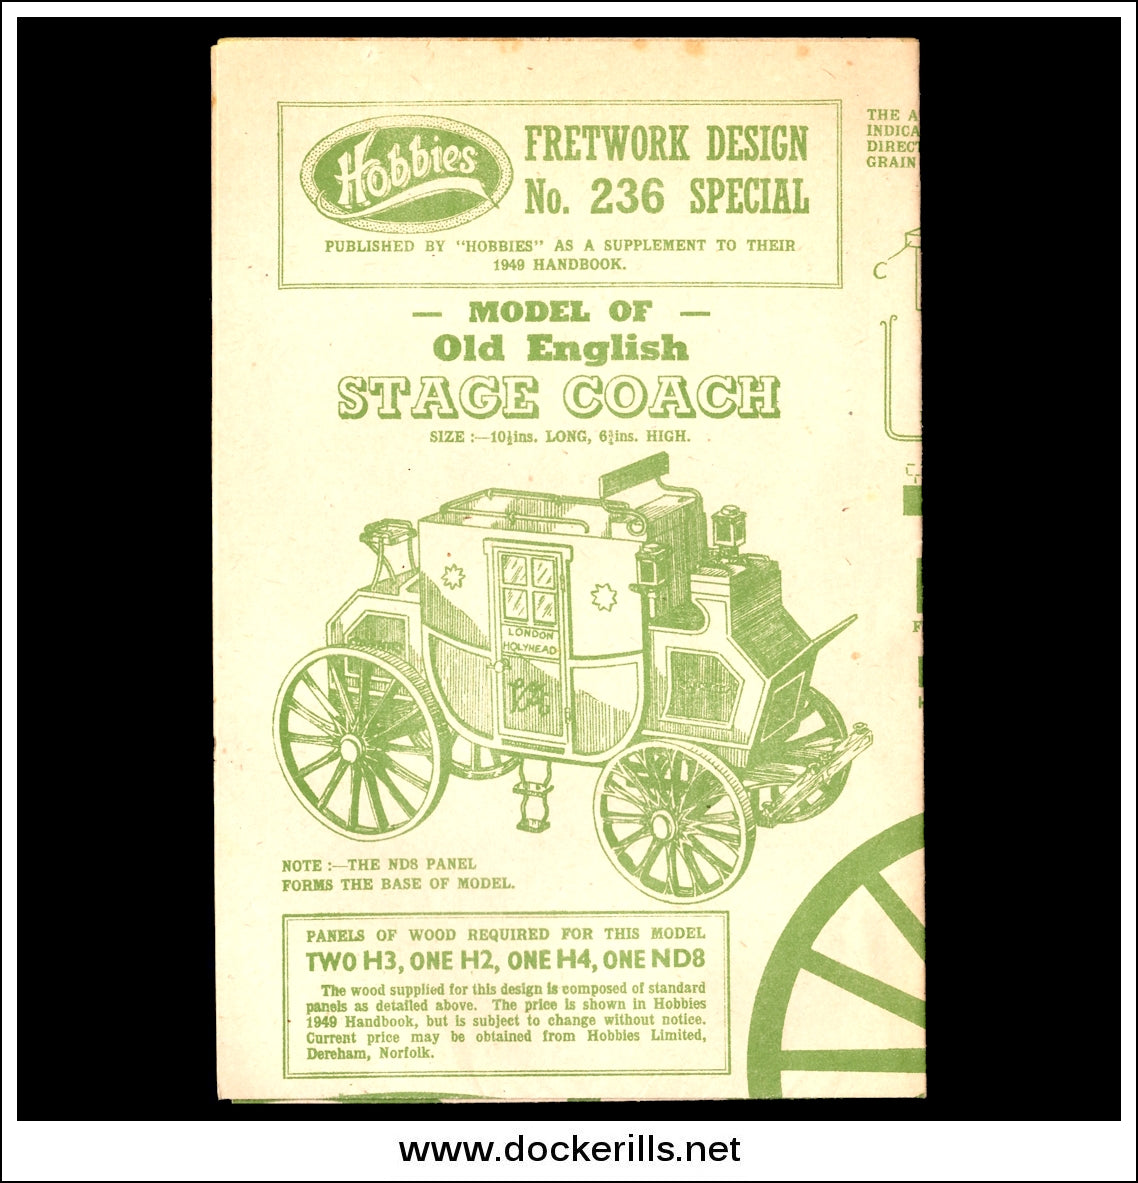 Hobbies
FRETWORK DESIGN
No. 236 SPECIAL
PUBLISHED BY "HOBBIES" AS A SUPPLEMENT TO THEIR
1949 HANDBOOK.
— MODEL OF —
Old English
STAGE COACH
SIZE :—10½ins. LONG, 6¾ins. HIGH.
THE A
INDICA
DIRECT
GRAIN
C
LONDON
HOLYHEAD
F
NOTE :—THE ND8 PANEL
FORMS THE BASE OF MODEL.
PANELS OF WOOD REQUIRED FOR THIS MODEL
TWO H3, ONE H2, ONE H4, ONE ND8
The wood supplied for this design is composed of standard
panels as detailed above. The price is shown in Hobbies
1949 Handbook, but is subject to change without notice.
Current price may be obtained from Hobbies Limited,
Dereham, Norfolk.
www.dockerills.net